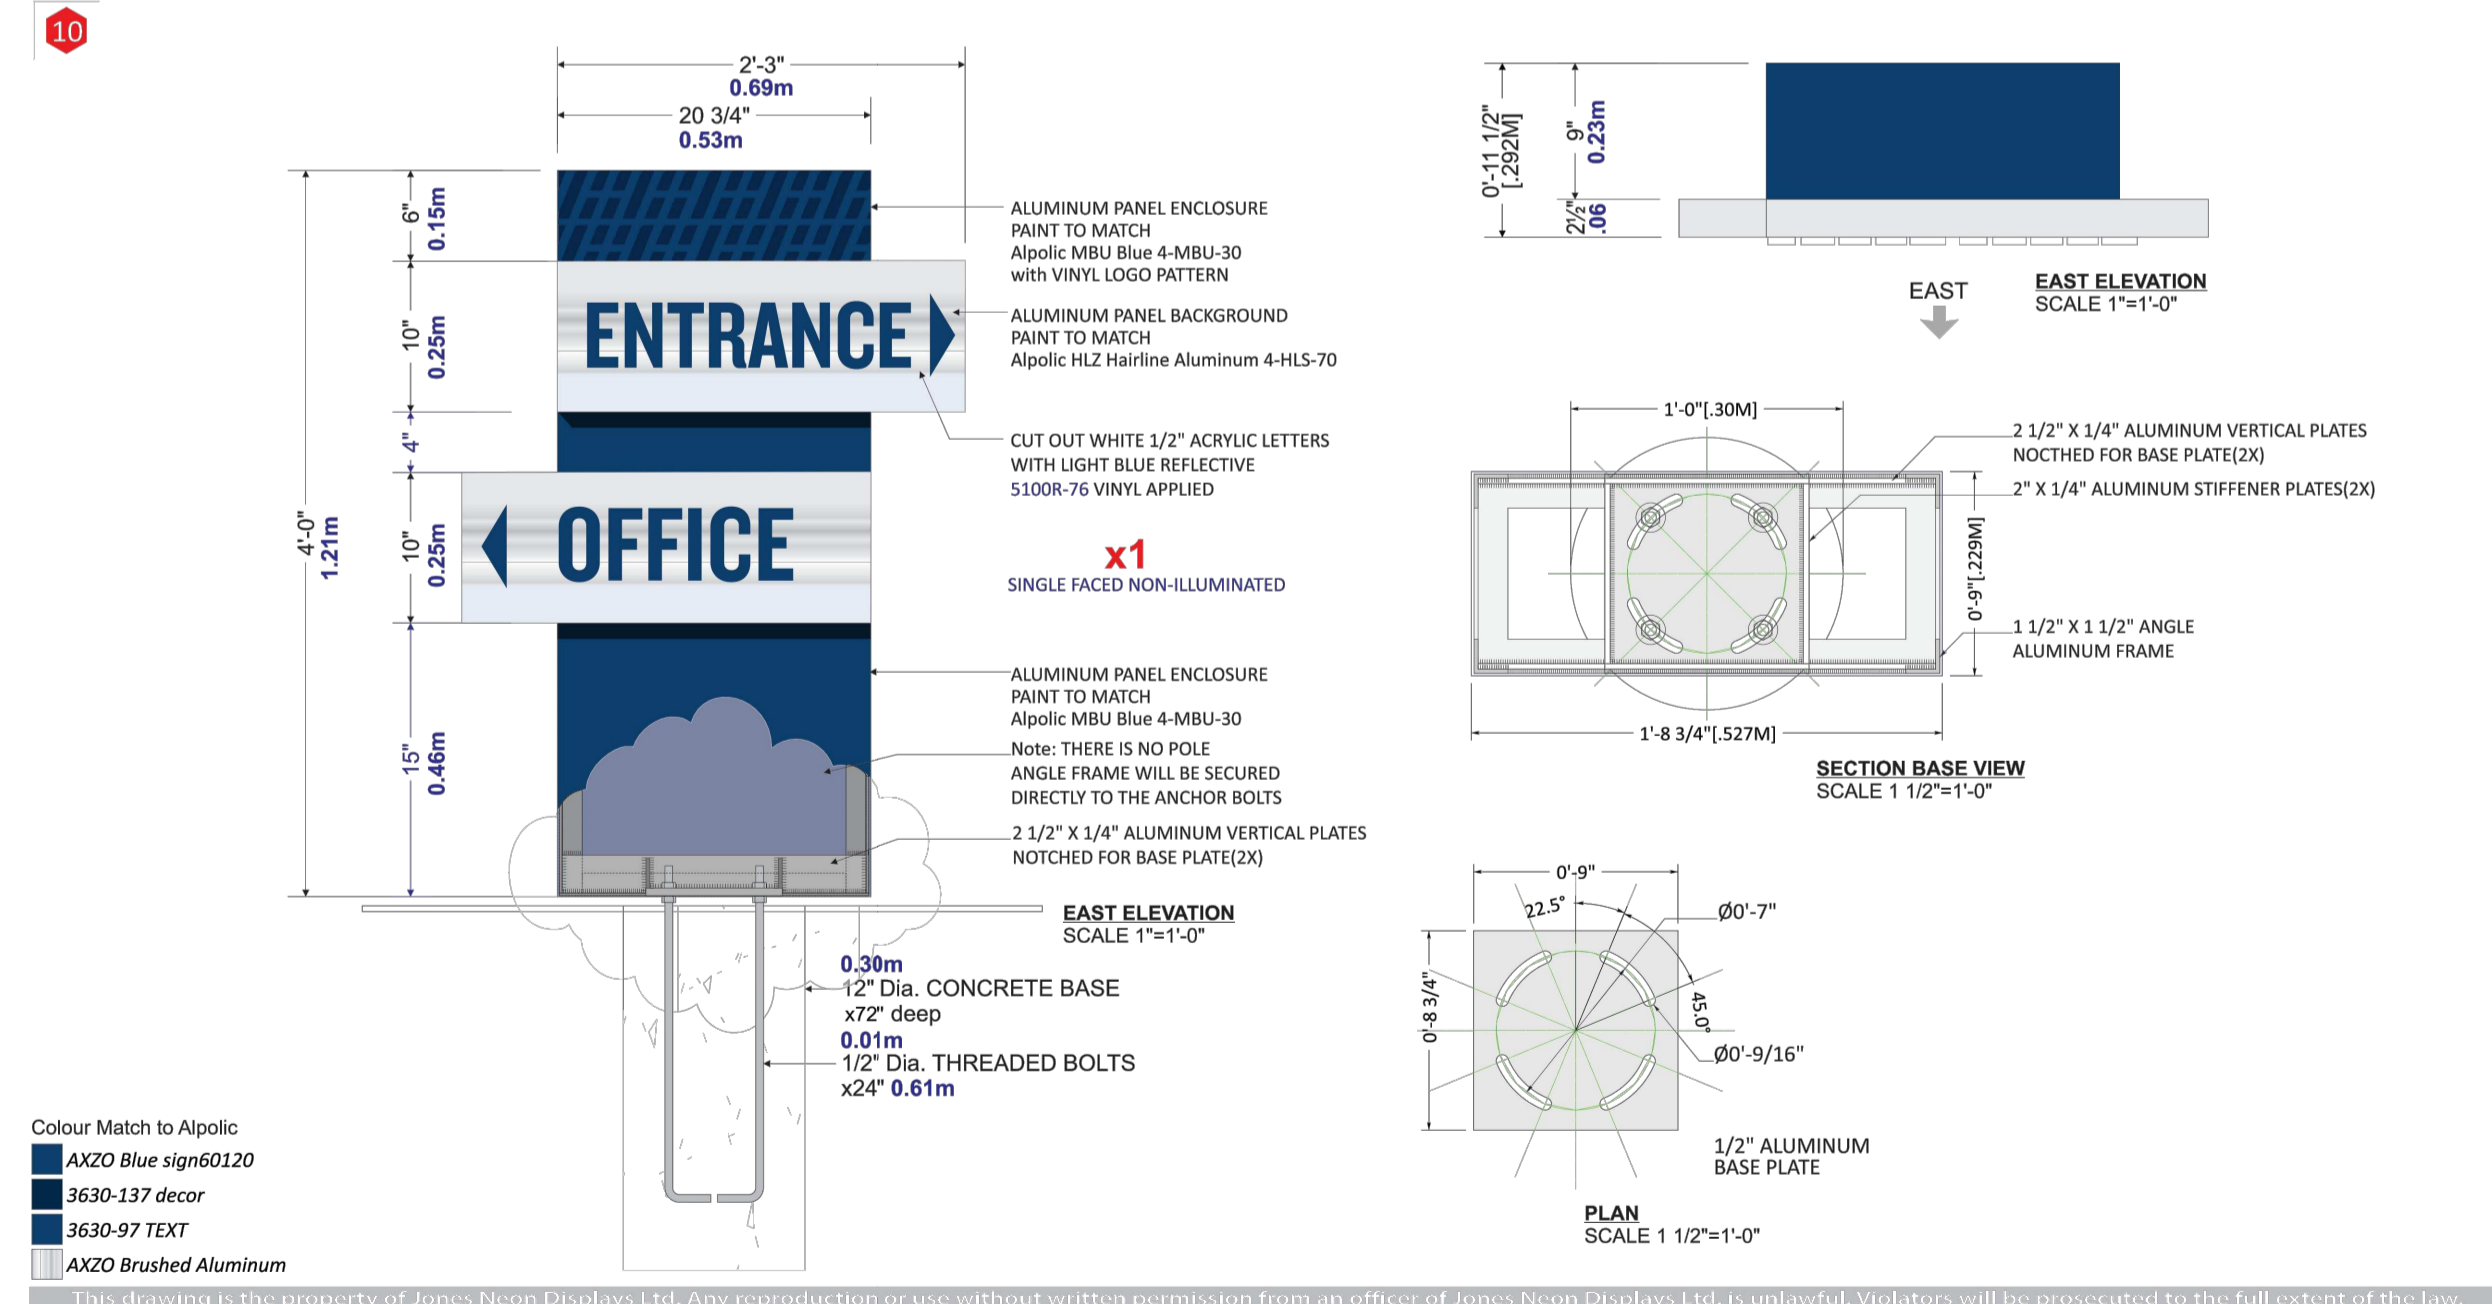 10
2'-3"
0.69m
20 3/4"
0.53m
4'-0"
1.21m
6"
0.15m
10"
0.25m
4"
10"
0.25m
15"
0.46m
ENTRANCE
OFFICE
ALUMINUM PANEL ENCLOSURE
PAINT TO MATCH
Alpolic MBU Blue 4-MBU-30
with VINYL LOGO PATTERN
ALUMINUM PANEL BACKGROUND
PAINT TO MATCH
Alpolic HLZ Hairline Aluminum 4-HLS-70
CUT OUT WHITE 1/2" ACRYLIC LETTERS
WITH LIGHT BLUE REFLECTIVE
5100R-76 VINYL APPLIED
x1
SINGLE FACED NON-ILLUMINATED
ALUMINUM PANEL ENCLOSURE
PAINT TO MATCH
Alpolic MBU Blue 4-MBU-30
Note: THERE IS NO POLE
ANGLE FRAME WILL BE SECURED
DIRECTLY TO THE ANCHOR BOLTS
2 1/2" X 1/4" ALUMINUM VERTICAL PLATES
NOTCHED FOR BASE PLATE(2X)
EAST ELEVATION
SCALE 1"=1'-0"
0.30m
12" Dia. CONCRETE BASE
x72" deep
0.01m
1/2" Dia. THREADED BOLTS
x24" 0.61m
0'-11 1/2"
[.292M]
9"
0.23m
2½"
.06
EAST
EAST ELEVATION
SCALE 1"=1'-0"
1'-0"[.30M]
2 1/2" X 1/4" ALUMINUM VERTICAL PLATES
NOCTHED FOR BASE PLATE(2X)
2" X 1/4" ALUMINUM STIFFENER PLATES(2X)
0'-9"[.229M]
1 1/2" X 1 1/2" ANGLE
ALUMINUM FRAME
1'-8 3/4"[.527M]
SECTION BASE VIEW
SCALE 1 1/2"=1'-0"
0'-9"
22.5°
Ø0'-7"
0'-8 3/4"
45.0°
Ø0'-9/16"
1/2" ALUMINUM
BASE PLATE
PLAN
SCALE 1 1/2"=1'-0"
Colour Match to Alpolic
AXZO Blue sign60120
3630-137 decor
3630-97 TEXT
AXZO Brushed Aluminum
This drawing is the property of Jones Neon Displays Ltd. Any reproduction or use without written permission from an officer of Jones Neon Displays Ltd. is unlawful. Violators will be prosecuted to the full extent of the law.